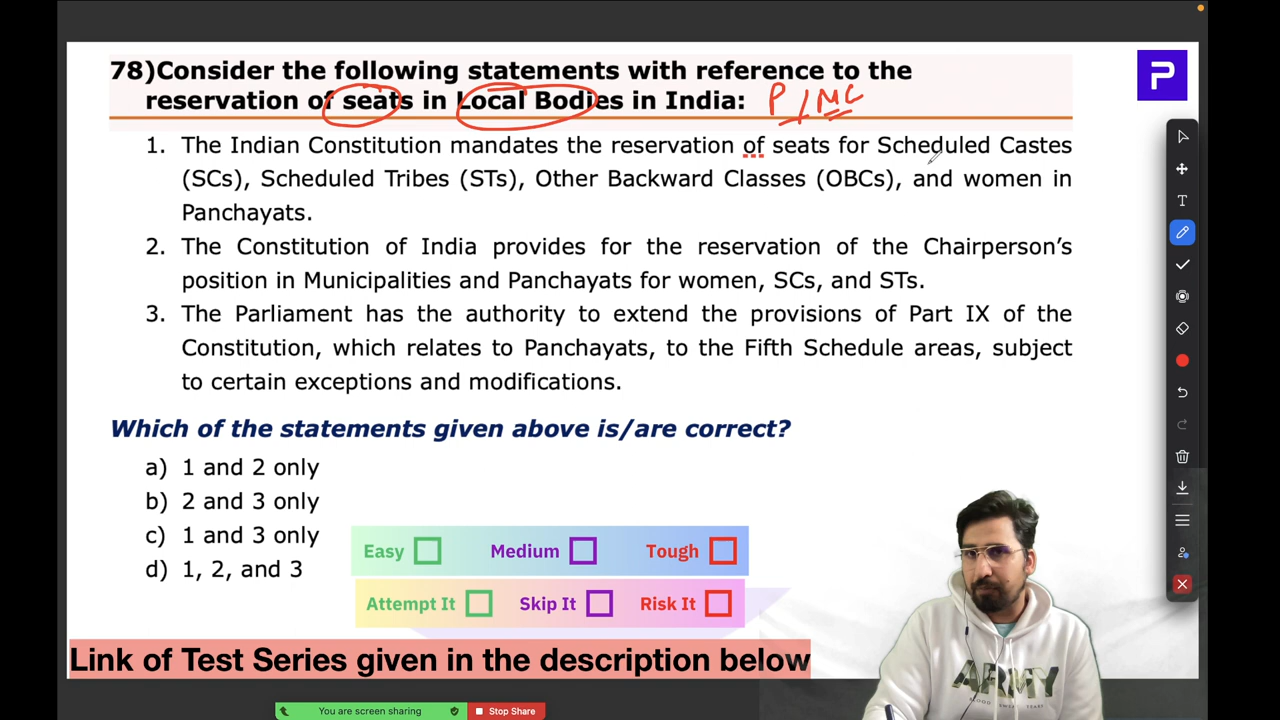 78)Consider the following statements with reference to the
reservation of seats in Local Bodies in India: P / MC
1. The Indian Constitution mandates the reservation of seats for Scheduled Castes
(SCs), Scheduled Tribes (STs), Other Backward Classes (OBCs), and women in
Panchayats.
2. The Constitution of India provides for the reservation of the Chairperson's
position in Municipalities and Panchayats for women, SCs, and STs.
3. The Parliament has the authority to extend the provisions of Part IX of the
Constitution, which relates to Panchayats, to the Fifth Schedule areas, subject
to certain exceptions and modifications.
Which of the statements given above is/are correct?
a) 1 and 2 only
b) 2 and 3 only
c) 1 and 3 only
d) 1, 2, and 3
Easy Medium Tough
Attempt It Skip It Risk It
Link of Test Series given in the description below
ARMY
You are screen sharing Stop Share